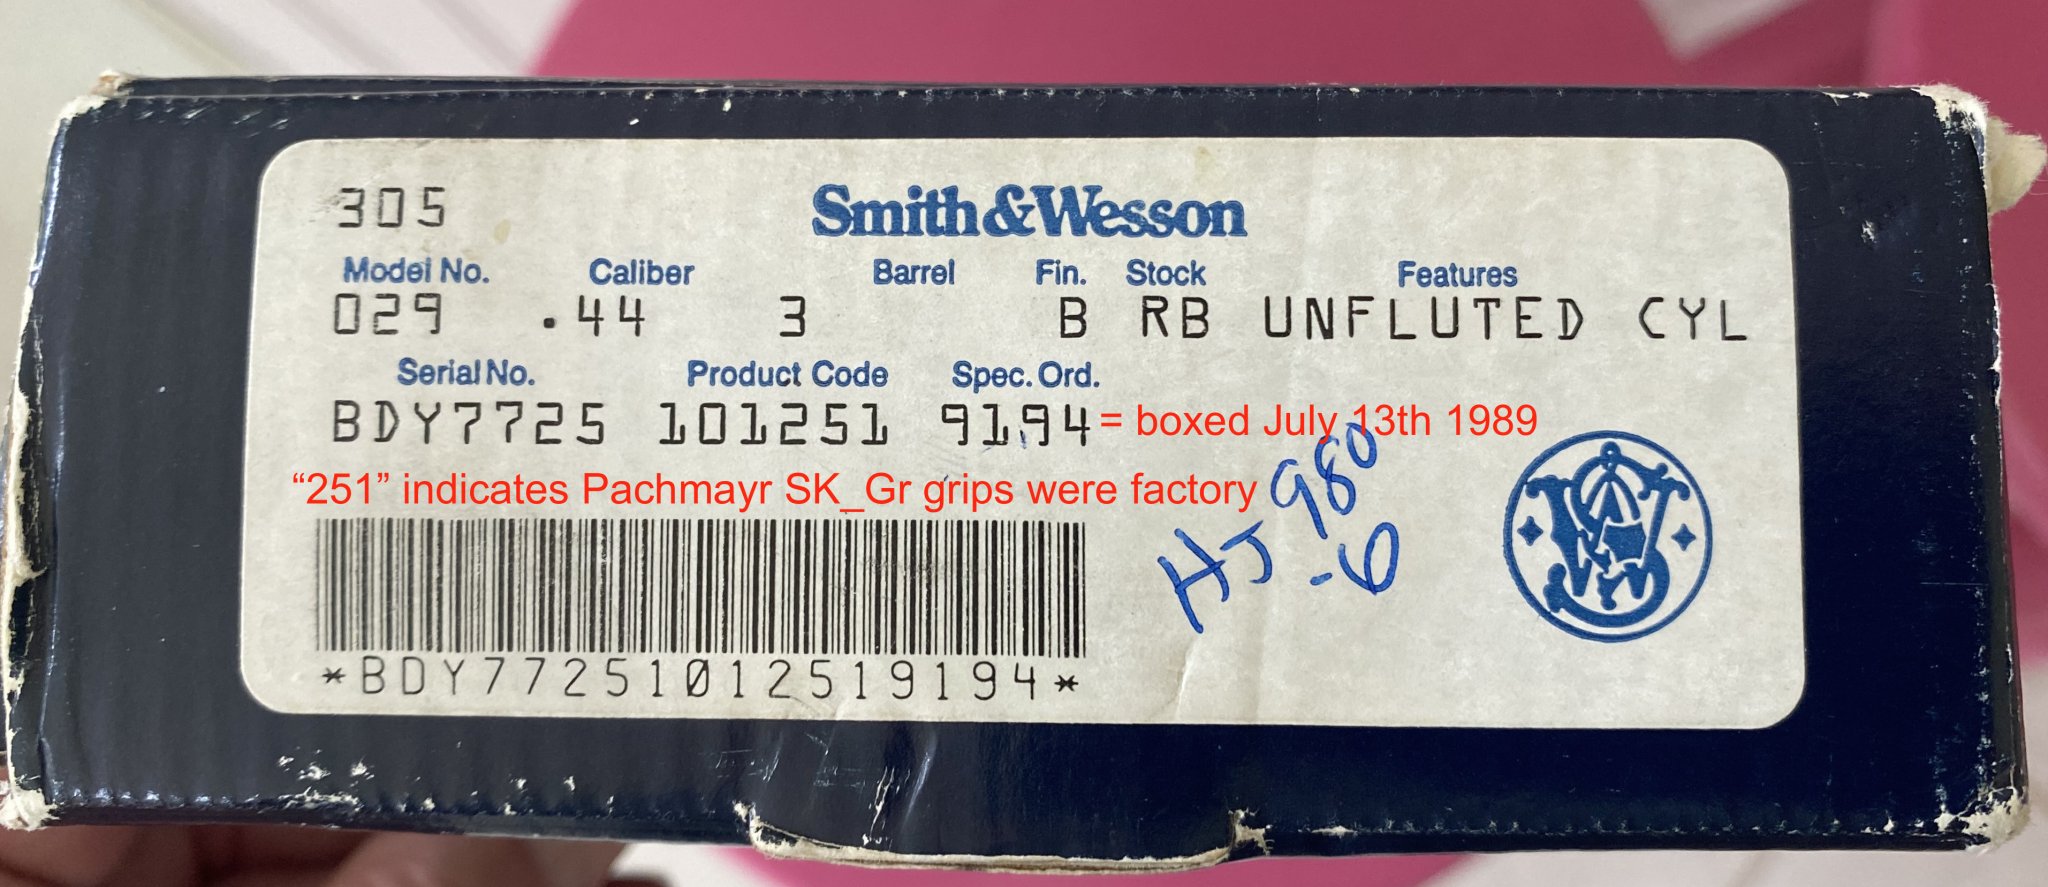 305
Smith & Wesson
Model No. Caliber Barrel Fin. Stock Features
029 .44 3 B RB UNFLUTED CYL
Serial No. Product Code Spec. Ord.
BDY7725 101251 9194 = boxed July 13th 1989
“251” indicates Pachmayr SK_Gr grips were factory
HJ 980
-6
*BDY77251012519194*